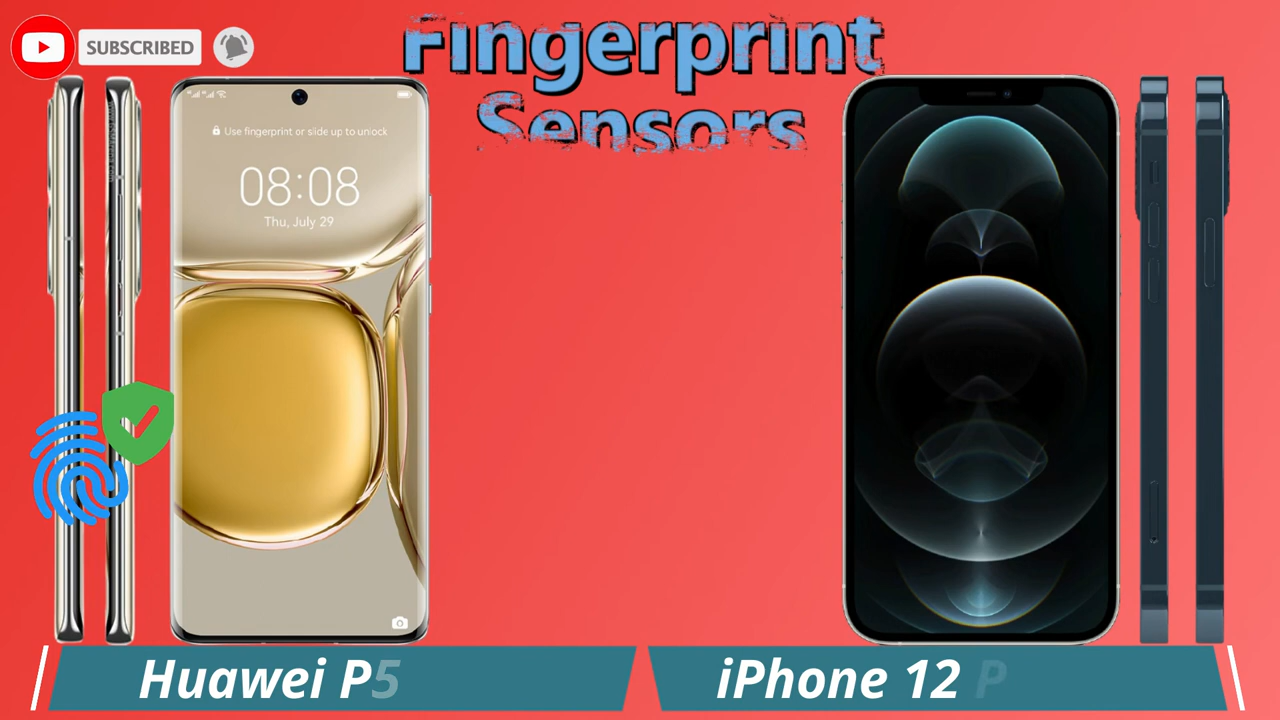 SUBSCRIBED
Fingerprint
Sensors
Use fingerprint or slide up to unlock
08:08
Thu, July 29
Huawei P5
iPhone 12 P